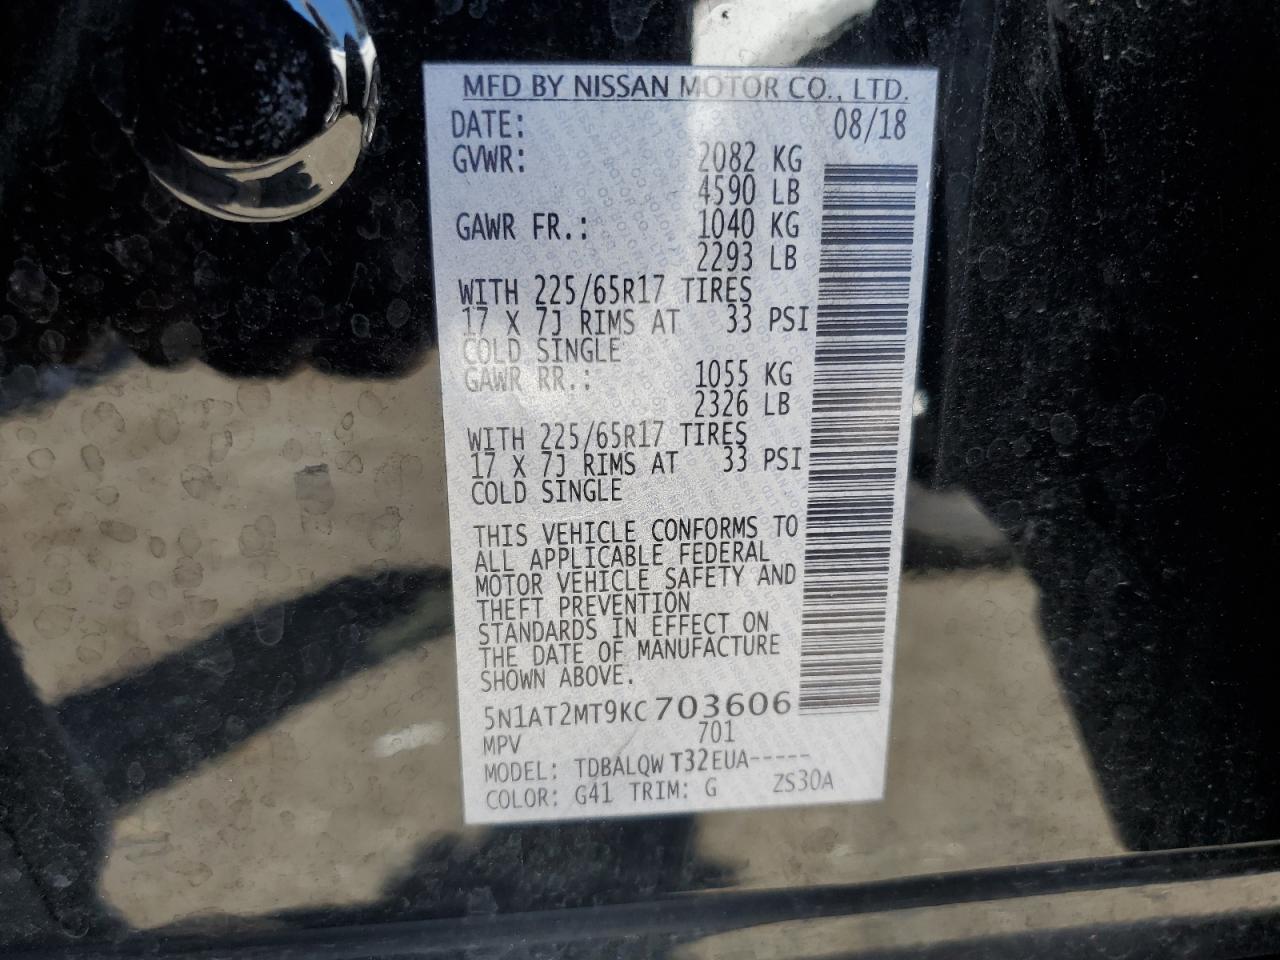 MFD BY NISSAN MOTOR CO., LTD.
DATE: 08/18
GVWR: 2082 KG
4590 LB
GAWR FR.: 1040 KG
2293 LB
WITH 225/65R17 TIRES
17 X 7J RIMS AT 33 PSI
COLD SINGLE
GAWR RR.: 1055 KG
2326 LB
WITH 225/65R17 TIRES
17 X 7J RIMS AT 33 PSI
COLD SINGLE
THIS VEHICLE CONFORMS TO
ALL APPLICABLE FEDERAL
MOTOR VEHICLE SAFETY AND
THEFT PREVENTION
STANDARDS IN EFFECT ON
THE DATE OF MANUFACTURE
SHOWN ABOVE.
5N1AT2MT9KC703606
MPV 701
MODEL: TDBALQW T32EUA-----
COLOR: G41 TRIM: G ZS30A